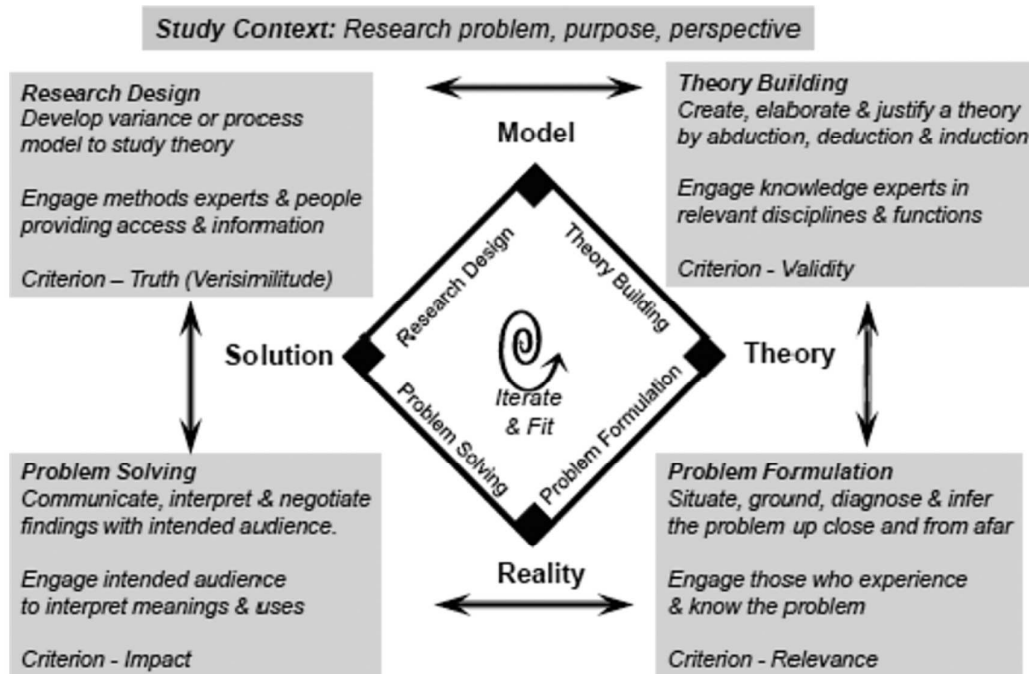 Study Context: Research problem, purpose, perspective
Research Design
Develop variance or process
model to study theory
Engage methods experts & people
providing access & information
Criterion – Truth (Verisimilitude)
Theory Building
Create, elaborate & justify a theory
by abduction, deduction & induction
Engage knowledge experts in
relevant disciplines & functions
Criterion - Validity
Model
Research Design
Theory Building
Solution
Theory
Iterate
& Fit
Problem Solving
Problem Formulation
Reality
Problem Solving
Communicate, interpret & negotiate
findings with intended audience.
Engage intended audience
to interpret meanings & uses
Criterion - Impact
Problem Formulation
Situate, ground, diagnose & infer
the problem up close and from afar
Engage those who experience
& know the problem
Criterion - Relevance